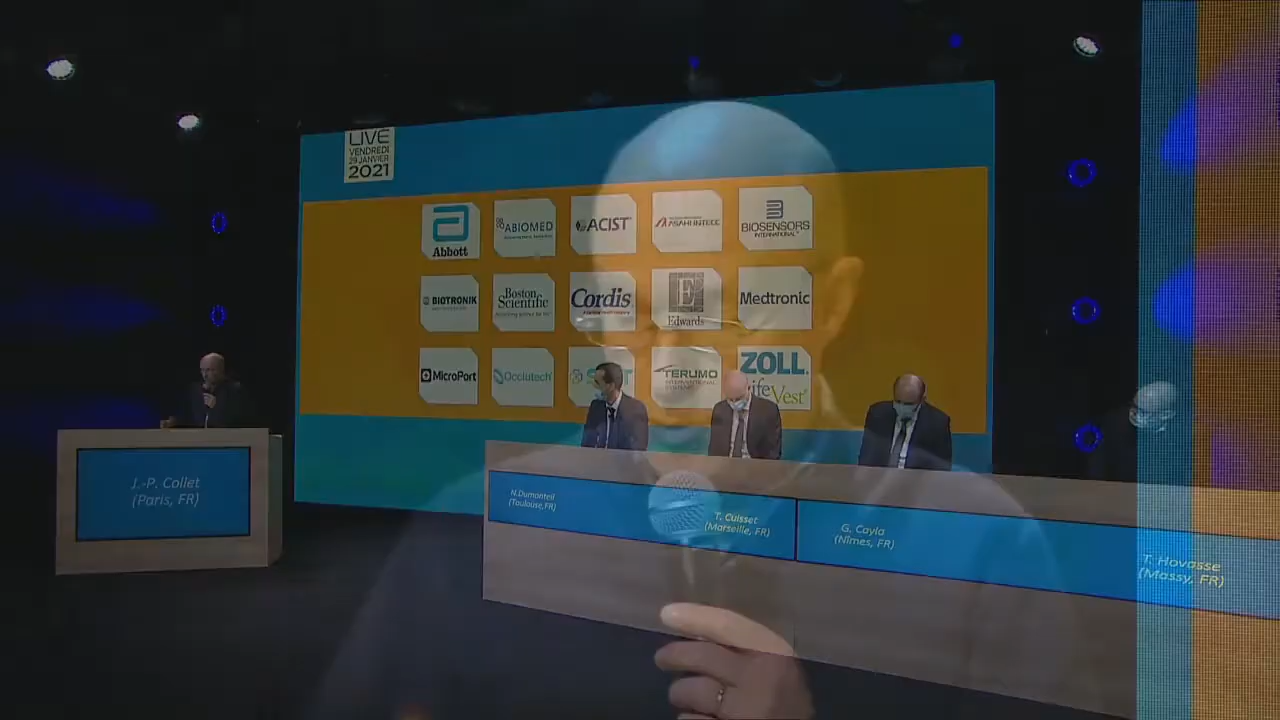 LIVE
VENDREDI
29 JANVIER
2021
Abbott
ABIOMED
ACIST
ASAHI INTECC
BIOSENSORS
INTERNATIONAL
BIOTRONIK
Boston
Scientific
Cordis
Edwards
Medtronic
MicroPort
Occlutech
TERUMO
INTERVENTIONAL
SYSTEMS
ZOLL
LifeVest
J.-P. Collet
(Paris, FR)
N.Dumonteil
(Toulouse,FR)
T. Cuisset
(Marseille, FR)
G. Cayla
(Nîmes, FR)
T. Hovasse
(Massy, FR)